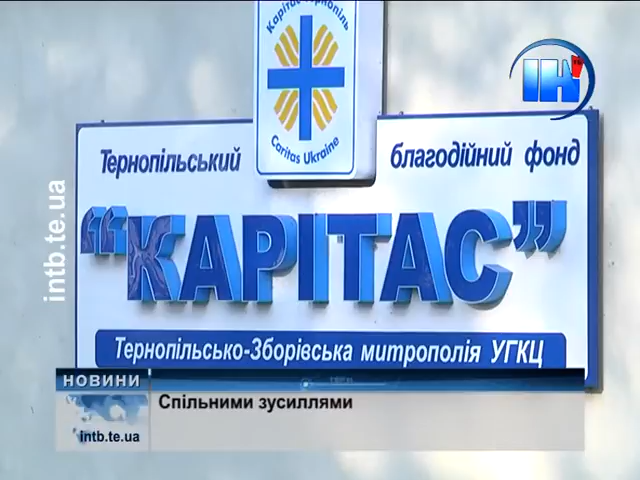 Карітас Тернопіль
Caritas Ukraine
ІНTB
Тернопільський благодійний фонд
“КАРІТАС”
Тернопільсько-Зборівська митрополія УГКЦ
intb.te.ua
НОВИНИ
Спільними зусиллями
intb.te.ua